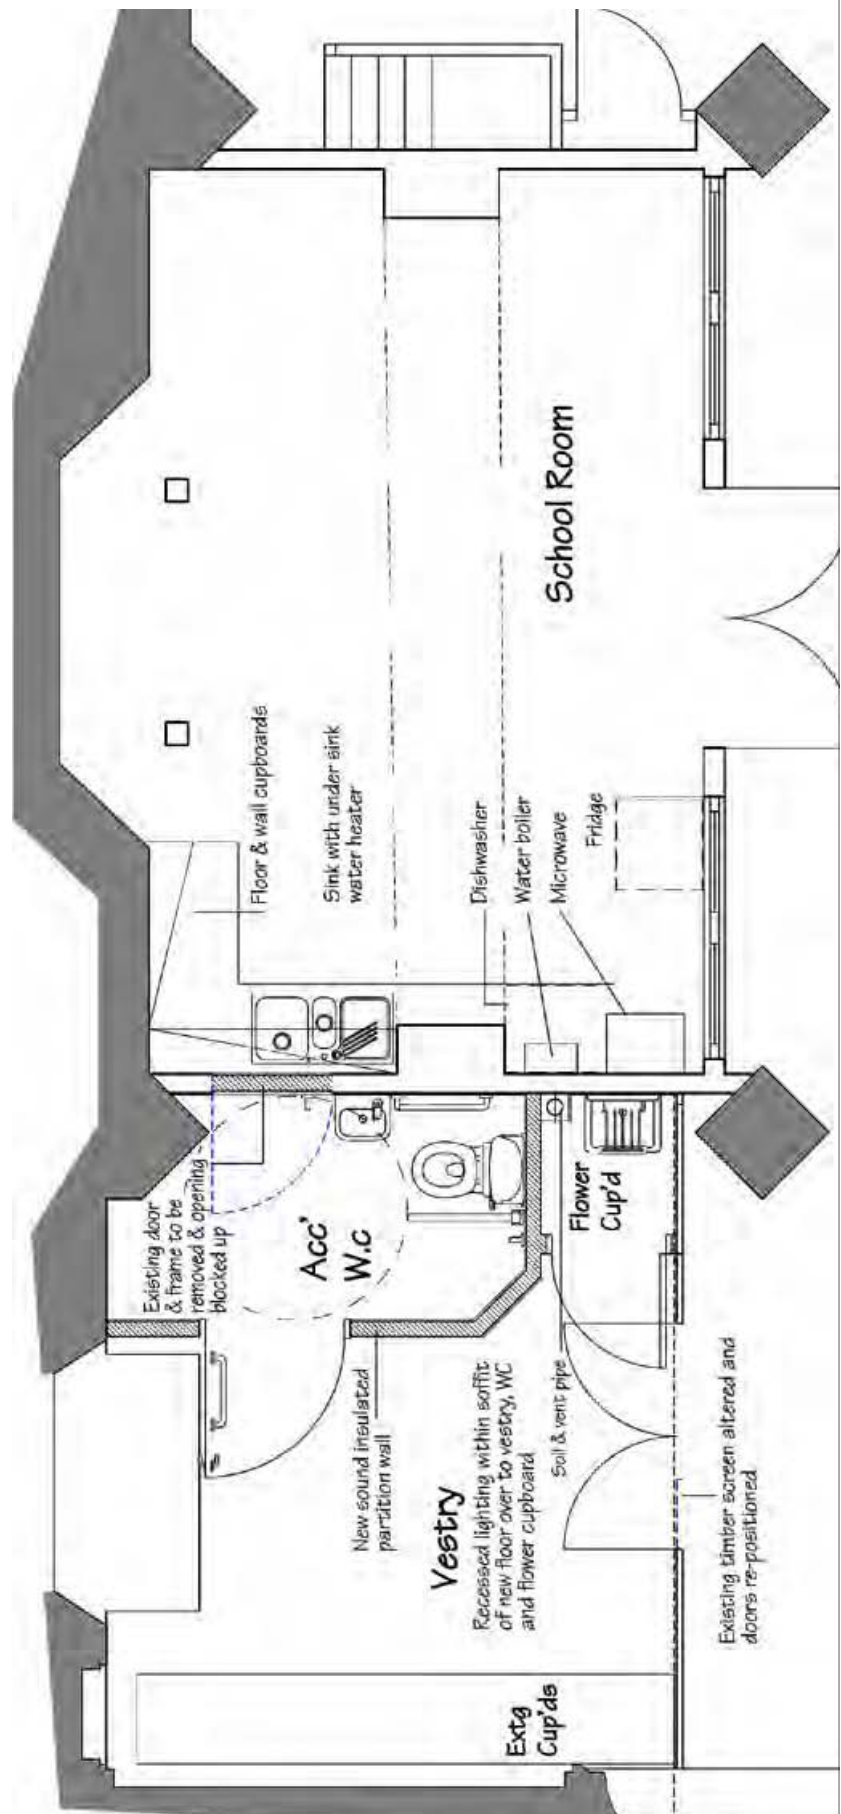 Existing door
& frame to be
removed & opening
blocked up
Acc'
W.c
New sound insulated
partition wall
Vestry
Recessed lighting within soffit
of new floor over to vestry, WC
and flower cupboard
Soil & vent pipe
Extg
Cup'ds
Flower
Cup'd
Existing timber screen altered and
doors re-positioned
Floor & wall cupboards
Sink with under sink
water heater
Dishwasher
Water boiler
Microwave
Fridge
School Room